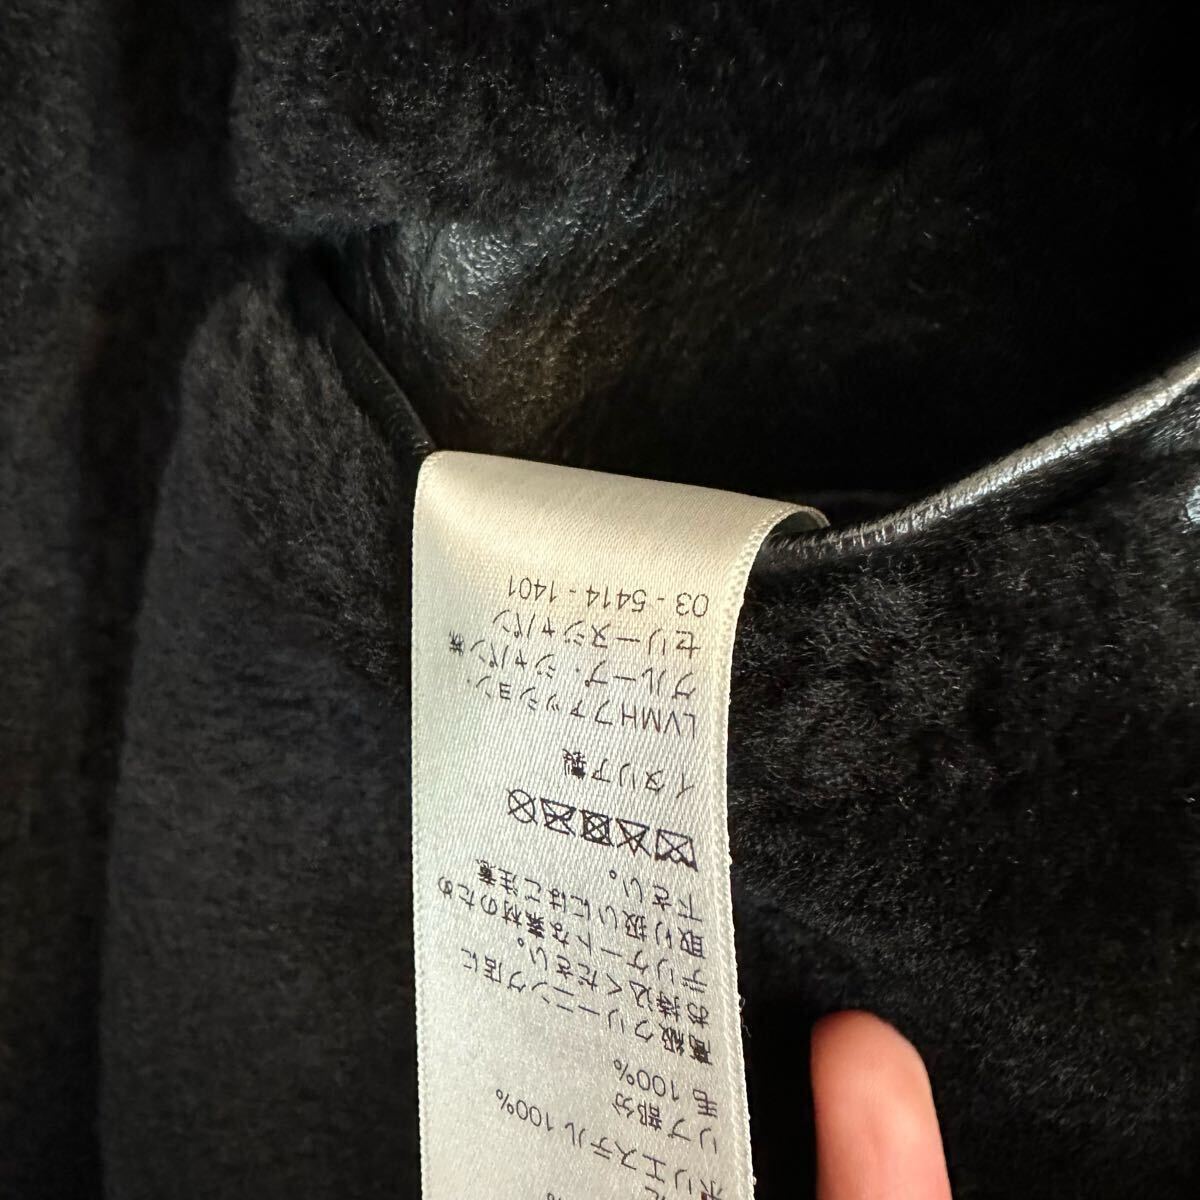 ポリエステル 100%
リブ部分
毛 100%
高級クリーニング店に
お持込ください。
デリケートな素材のため
取り扱いにはご注意
下さい。
イタリア製
LVMHファッション・
グループ・ジャパン㈱
セリーヌジャパン
03 - 5414 - 1401